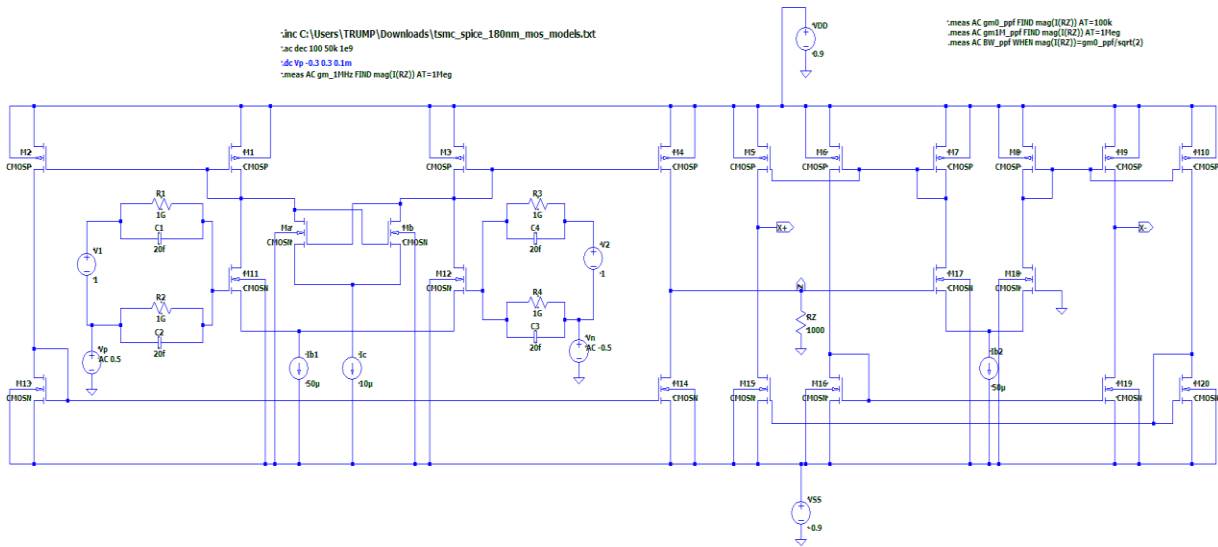 .inc C:\Users\TRUMP\Downloads\tsmc_spice_180nm_mos_models.txt
.ac dec 100 50k 1e9
.dc Vp -0.3 0.3 0.1m
.meas AC gm_1MHz FIND mag(I(RZ)) AT=1Meg
.meas AC gm0_ppf FIND mag(I(RZ)) AT=100k
.meas AC gm1M_ppf FIND mag(I(RZ)) AT=1Meg
.meas AC BW_ppf WHEN mag(I(RZ))=gm0_ppf/sqrt(2)
VDD
0.9
M2
CMOSP
M1
CMOSP
M3
CMOSP
M4
CMOSP
M5
CMOSP
M6
CMOSP
M7
CMOSP
M8
CMOSP
M9
CMOSP
M10
CMOSP
R1
1G
C1
20f
V1
1
R2
1G
C2
20f
Vp
AC 0.5
M11
CMOSN
Ma
CMOSN
Mb
CMOSN
M12
CMOSN
R3
1G
C4
20f
V2
1
R4
1G
C3
20f
Vn
AC -0.5
Ib1
50µ
Ic
10µ
X+
X-
Z
RZ
1000
M17
CMOSN
M18
CMOSN
Ib2
50µ
M13
CMOSN
M14
CMOSN
M15
CMOSN
M16
CMOSN
M19
CMOSN
M20
CMOSN
VSS
-0.9